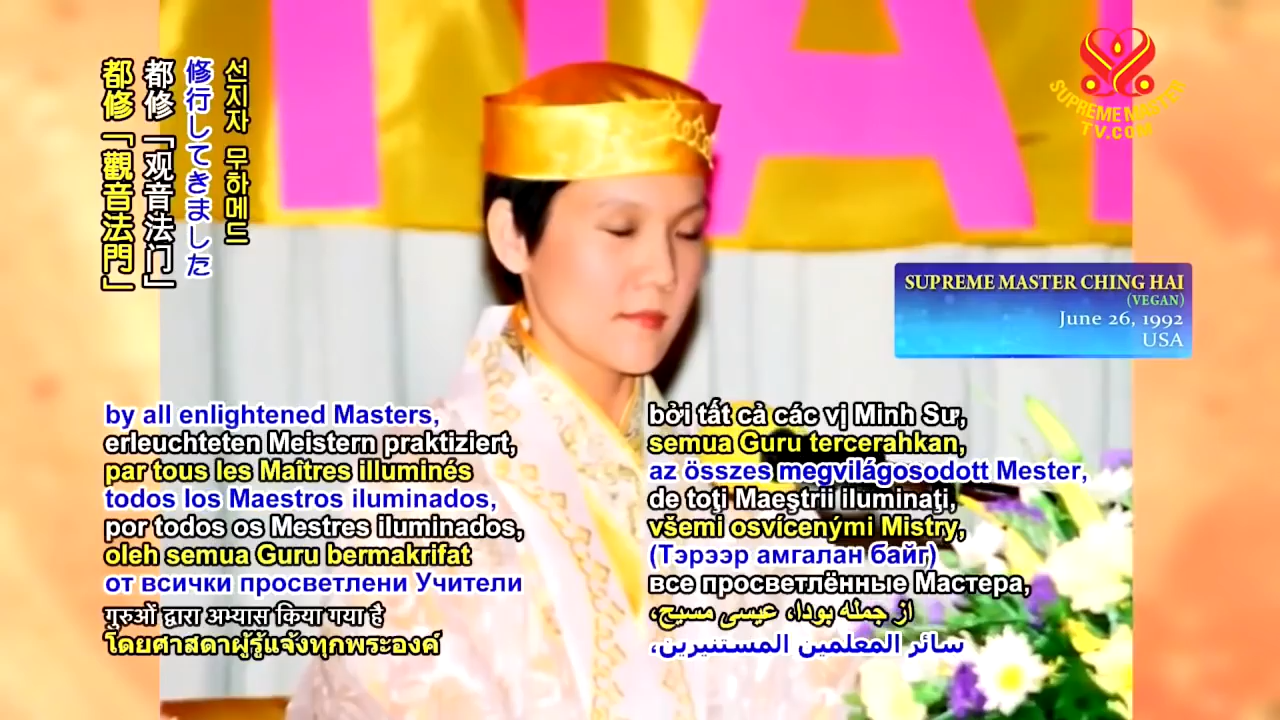 선지자 무하메드
修行してきました
都修「观音法门」
都修「觀音法門」
SUPREME MASTER
TV.COM
SUPREME MASTER CHING HAI
(VEGAN)
June 26, 1992
USA
by all enlightened Masters,
erleuchteten Meistern praktiziert,
par tous les Maîtres illuminés
todos los Maestros iluminados,
por todos os Mestres iluminados,
oleh semua Guru bermakrifat
от всички просветлени Учители
गुरुओं द्वारा अभ्यास किया गया है
โดยศาสดาผู้รู้แจ้งทุกพระองค์
bởi tất cả các vị Minh Sư,
semua Guru tercerahkan,
az összes megvilágosodott Mester,
de toţi Maeştrii iluminaţi,
všemi osvícenými Mistry,
(Тэрээр амгалан байг)
все просветлённые Мастера,
از جمله بودا، عیسی مسیح،
سائر المعلمين المستنيرين،